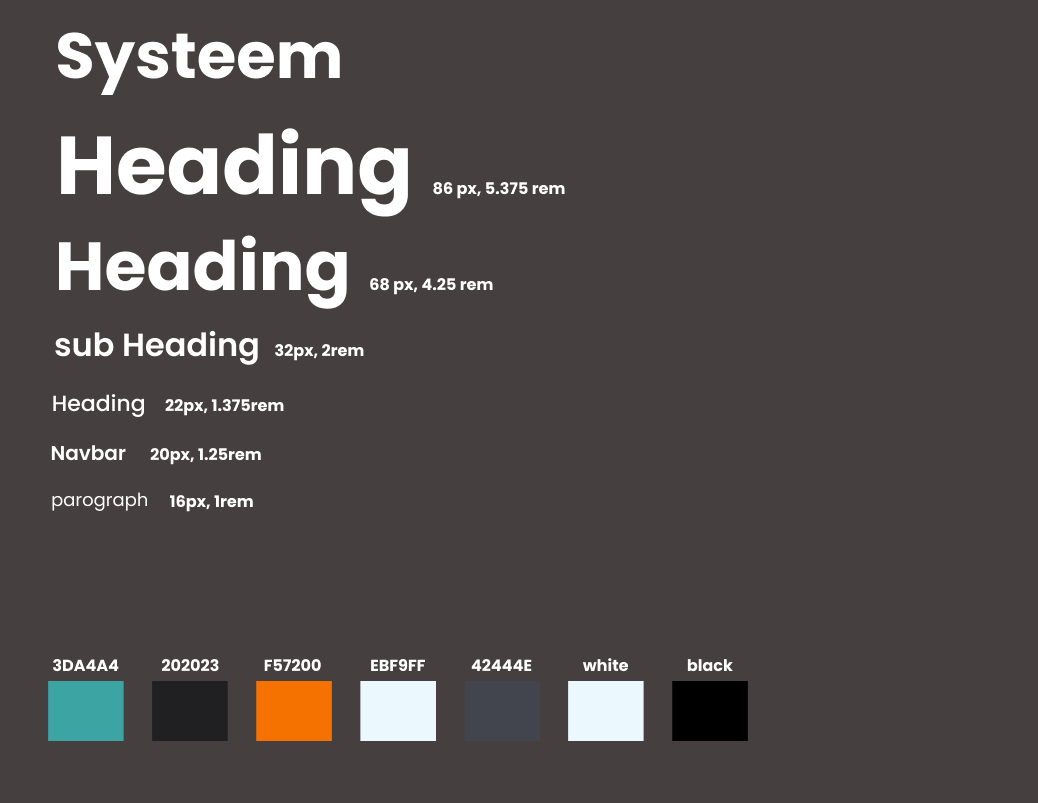 Systeem
Heading 86 px, 5.375 rem
Heading 68 px, 4.25 rem
sub Heading 32px, 2rem
Heading 22px, 1.375rem
Navbar 20px, 1.25rem
parograph 16px, 1rem
3DA4A4 202023 F57200 EBF9FF 42444E white black